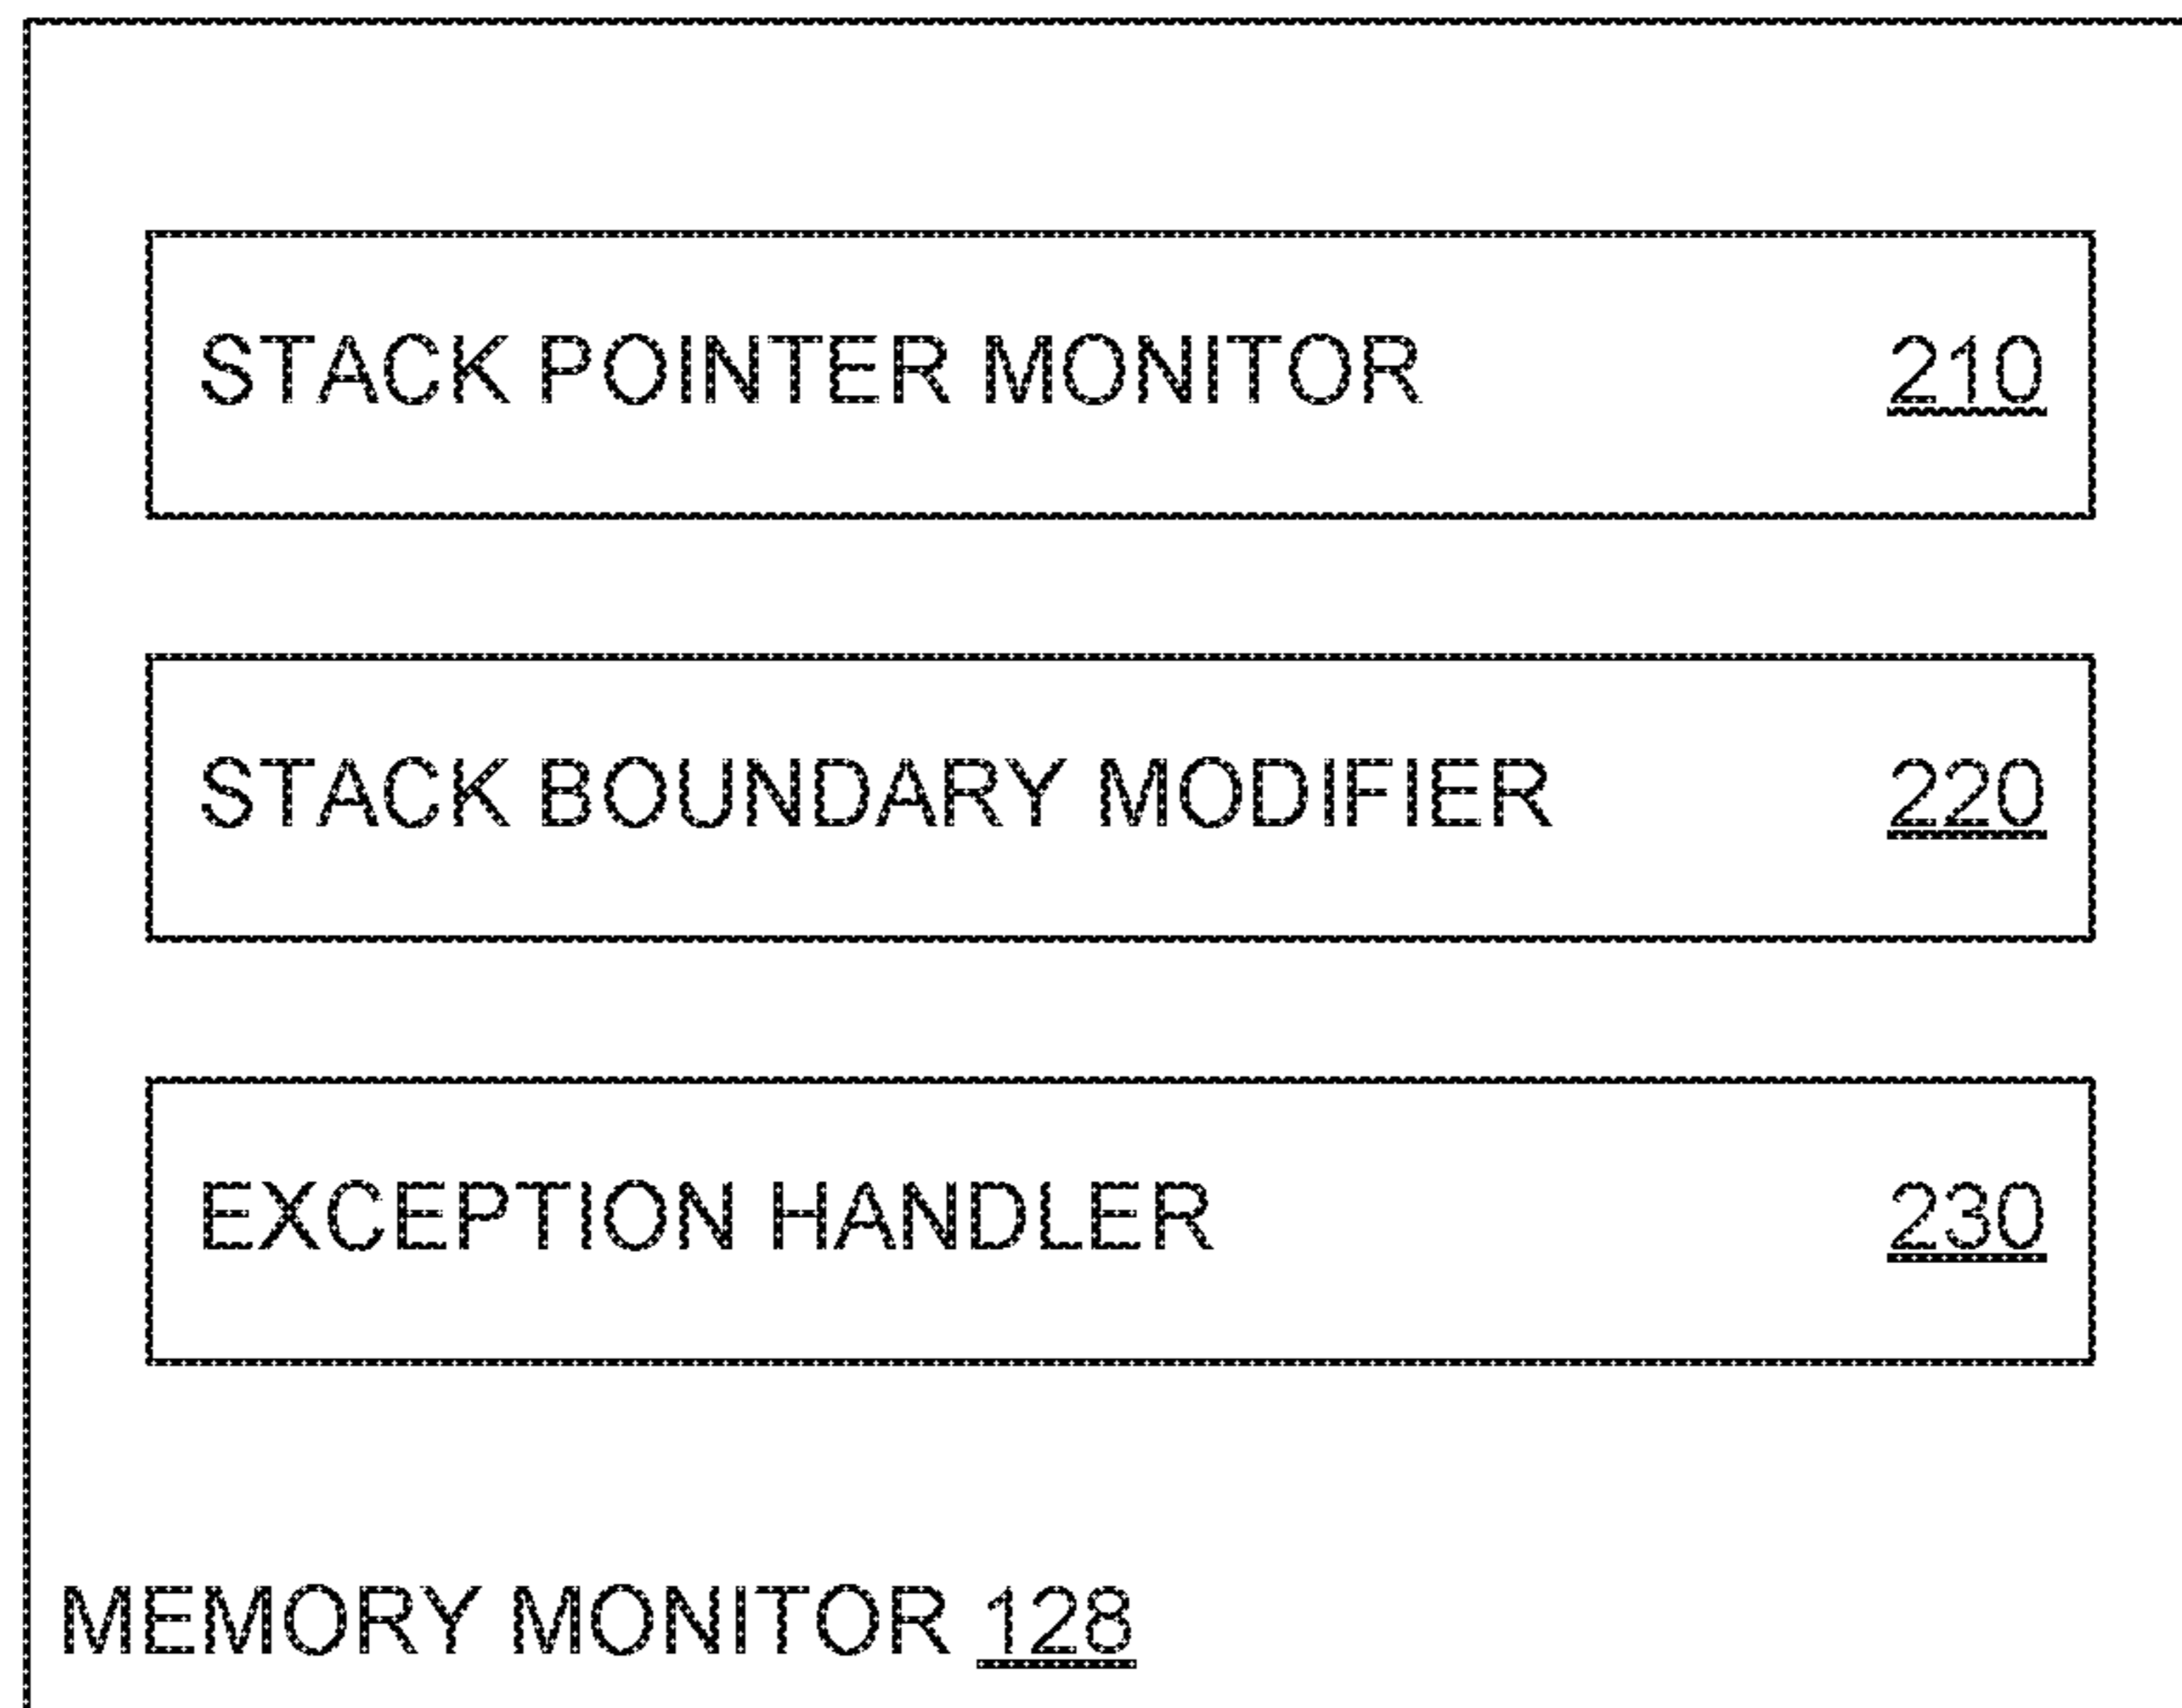 STACK POINTER MONITOR 210
STACK BOUNDARY MODIFIER 220
EXCEPTION HANDLER 230
MEMORY MONITOR 128